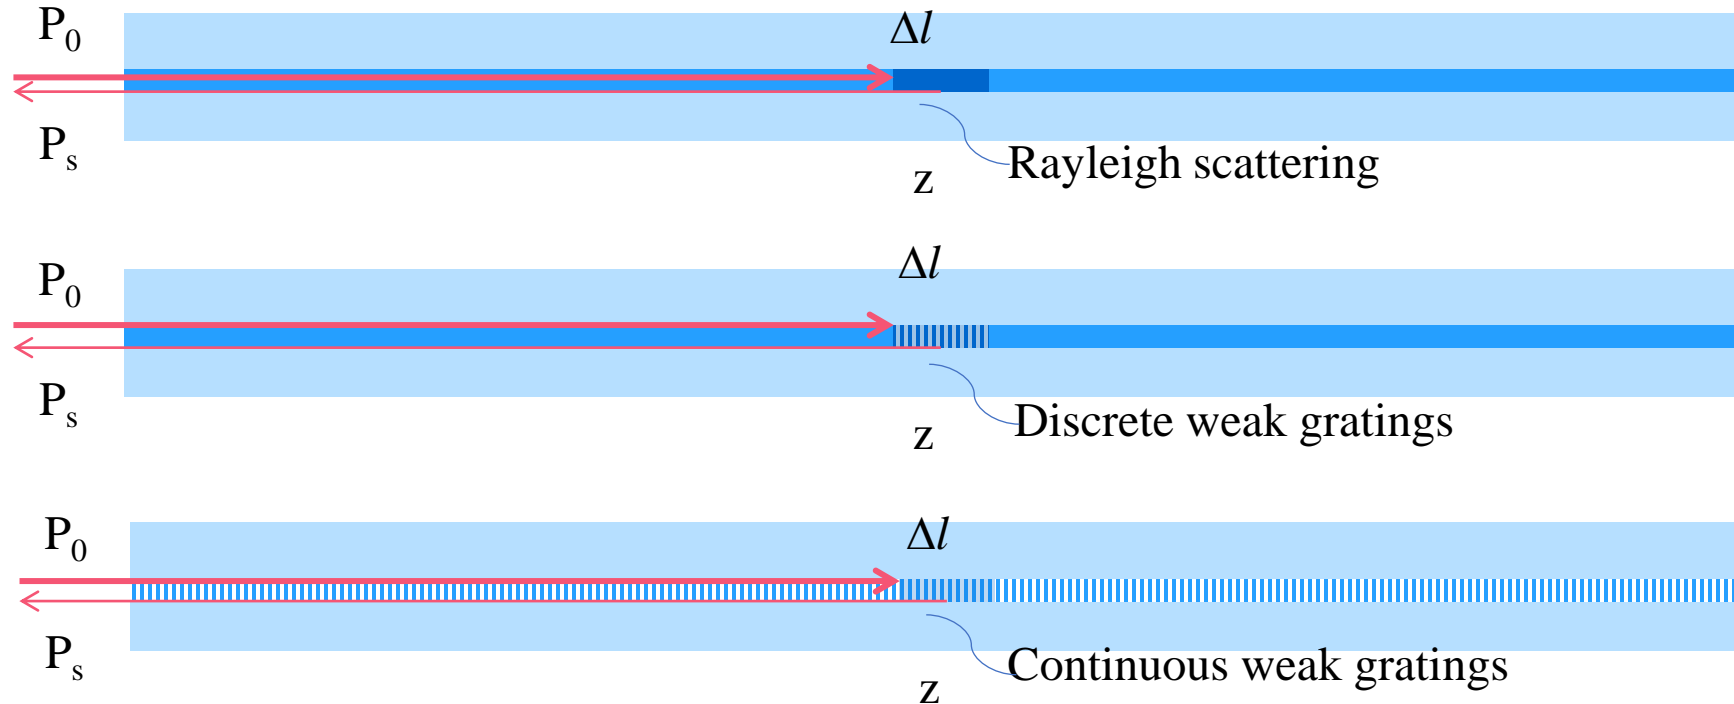 P₀
Δl
Pₛ
Rayleigh scattering
z
P₀
Δl
Pₛ
Discrete weak gratings
z
P₀
Δl
Pₛ
Continuous weak gratings
z